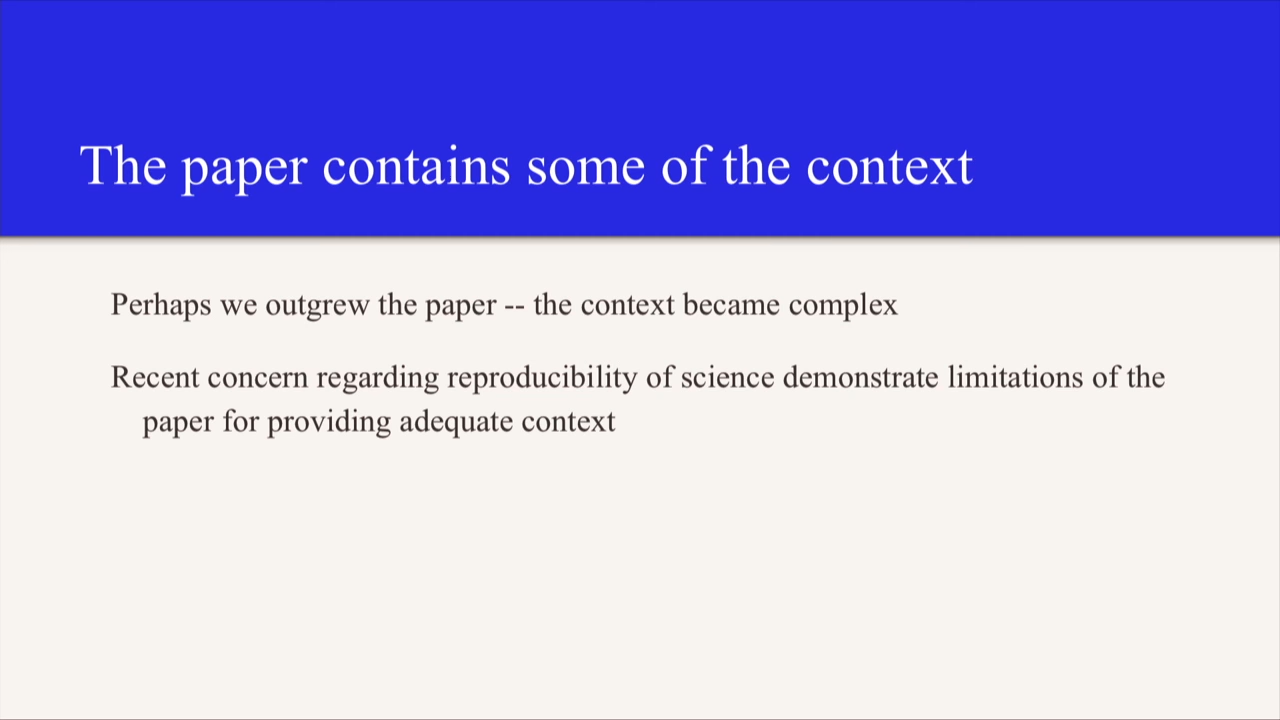 The paper contains some of the context
Perhaps we outgrew the paper -- the context became complex
Recent concern regarding reproducibility of science demonstrate limitations of the
paper for providing adequate context